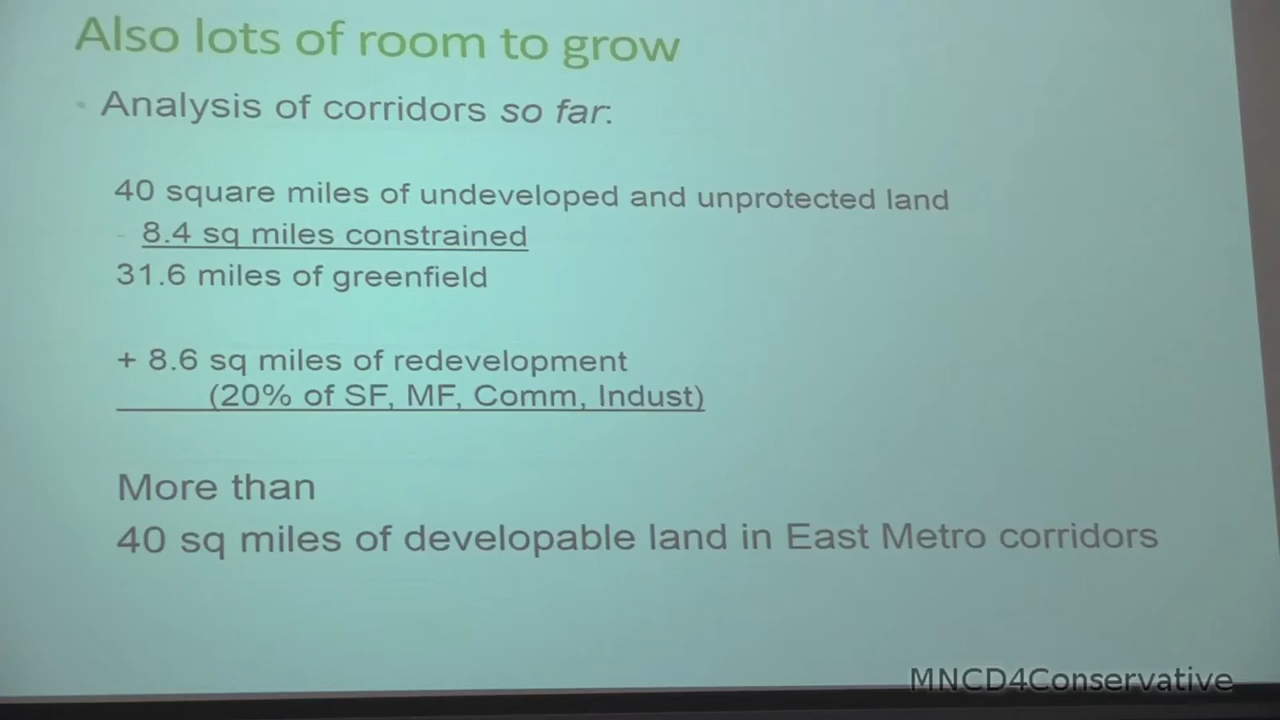 Also lots of room to grow
• Analysis of corridors so far:
40 square miles of undeveloped and unprotected land
- 8.4 sq miles constrained
31.6 miles of greenfield
+ 8.6 sq miles of redevelopment
(20% of SF, MF, Comm, Indust)
More than
40 sq miles of developable land in East Metro corridors
MNCD4Conservative